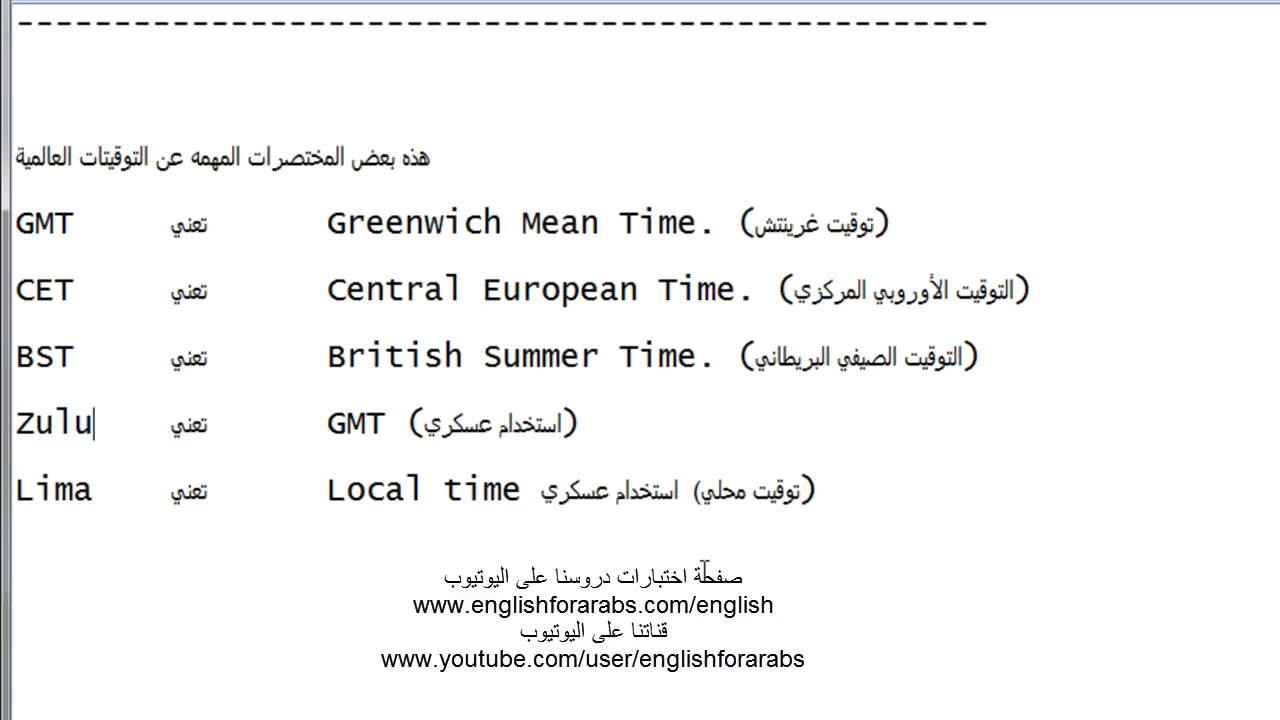 --------------------------------------------------
هذه بعض المختصرات المهمه عن التوقيتات العالمية
GMT تعني Greenwich Mean Time. (توقيت غرينتش)
CET تعني Central European Time. (التوقيت الأوروبي المركزي)
BST تعني British Summer Time. (التوقيت الصيفي البريطاني)
Zulu تعني GMT (استخدام عسكري)
Lima تعني Local time استخدام عسكري (توقيت محلي)
صفحة اختبارات دروسنا على اليوتيوب
www.englishforarabs.com/english
قناتنا على اليوتيوب
www.youtube.com/user/englishforarabs